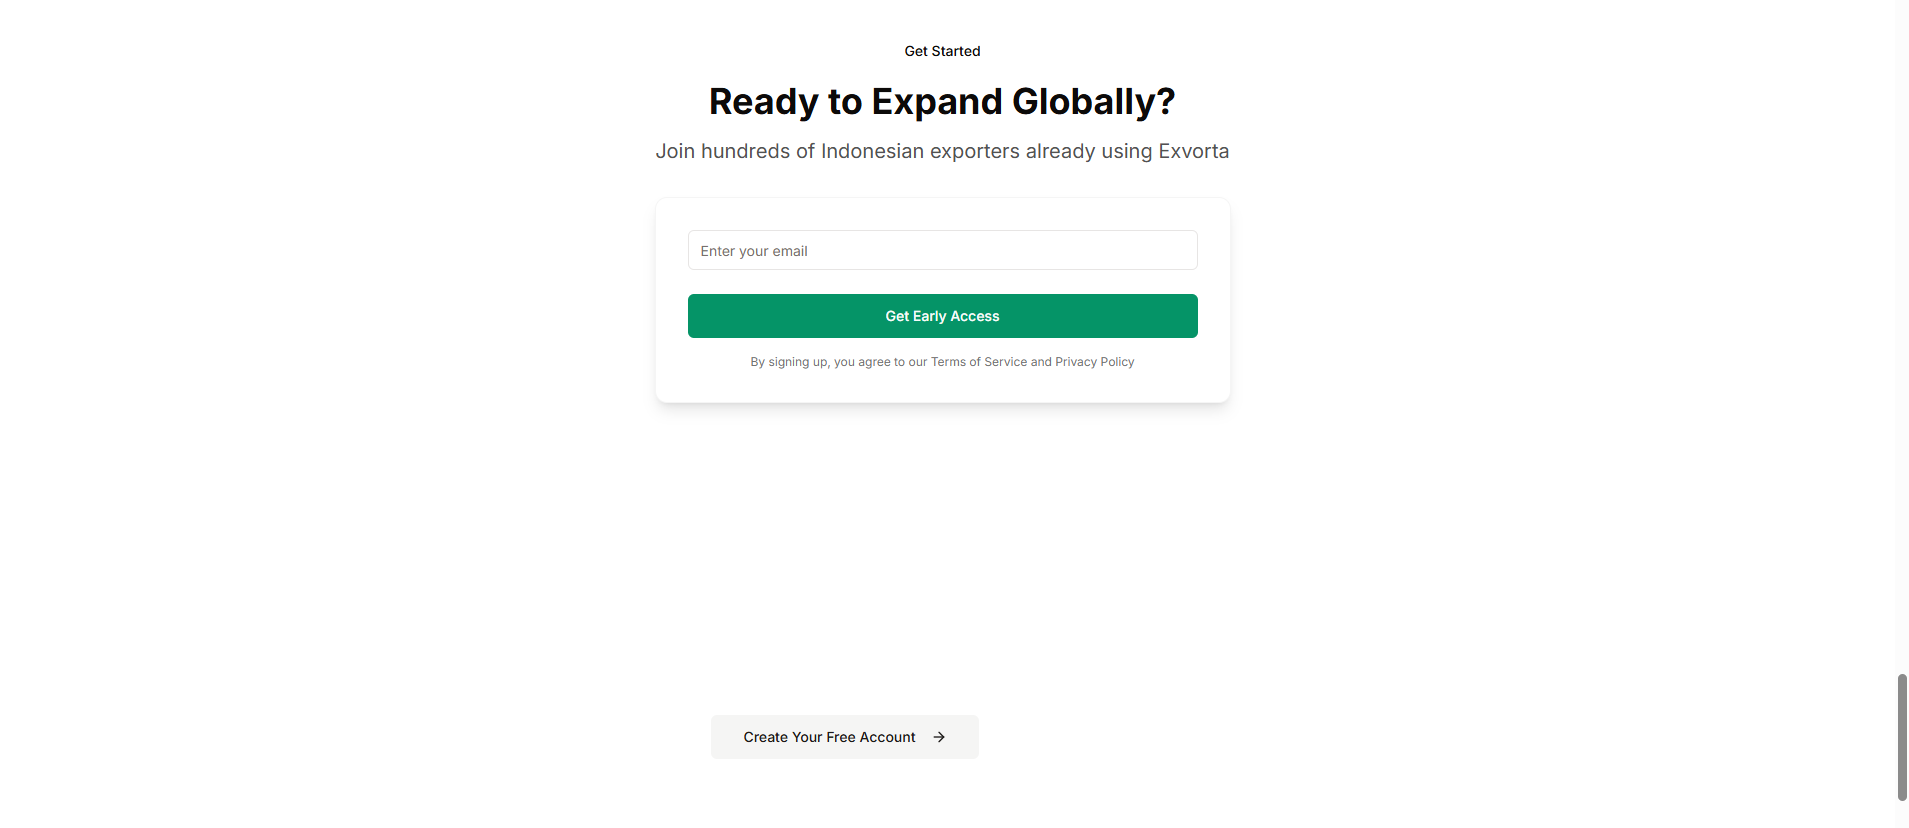 Get Started
Ready to Expand Globally?
Join hundreds of Indonesian exporters already using Exvorta
Enter your email
Get Early Access
By signing up, you agree to our Terms of Service and Privacy Policy
Create Your Free Account